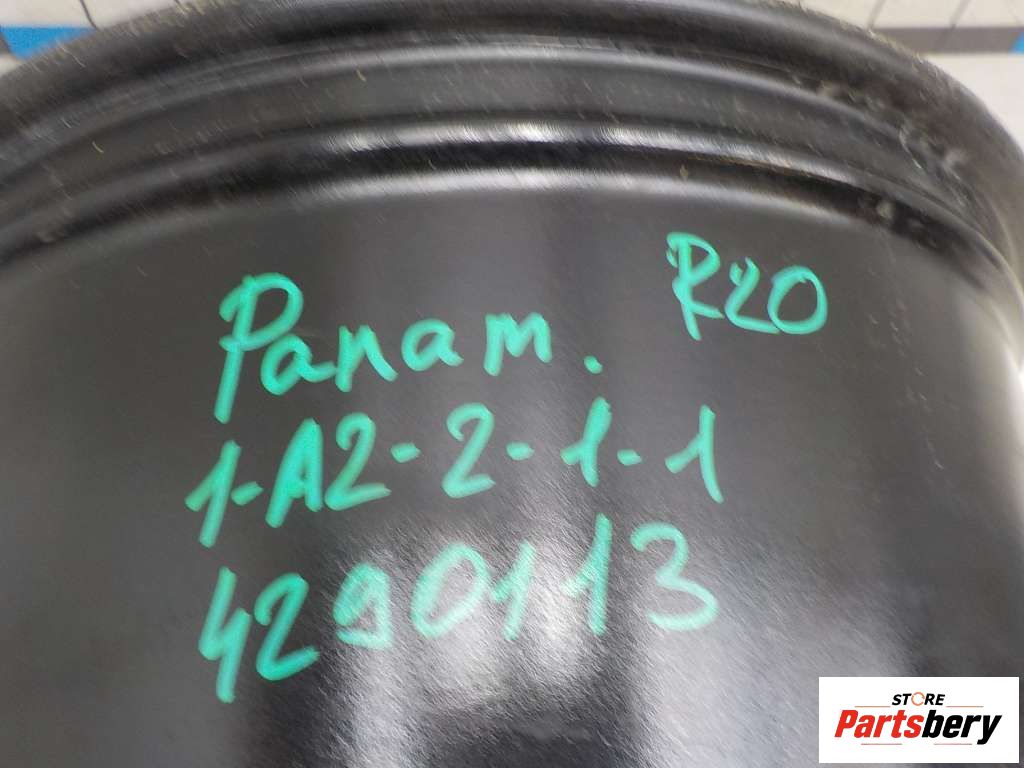 R20
Panam.
1-A2-2-1-1
4290113
STORE
Partsbery